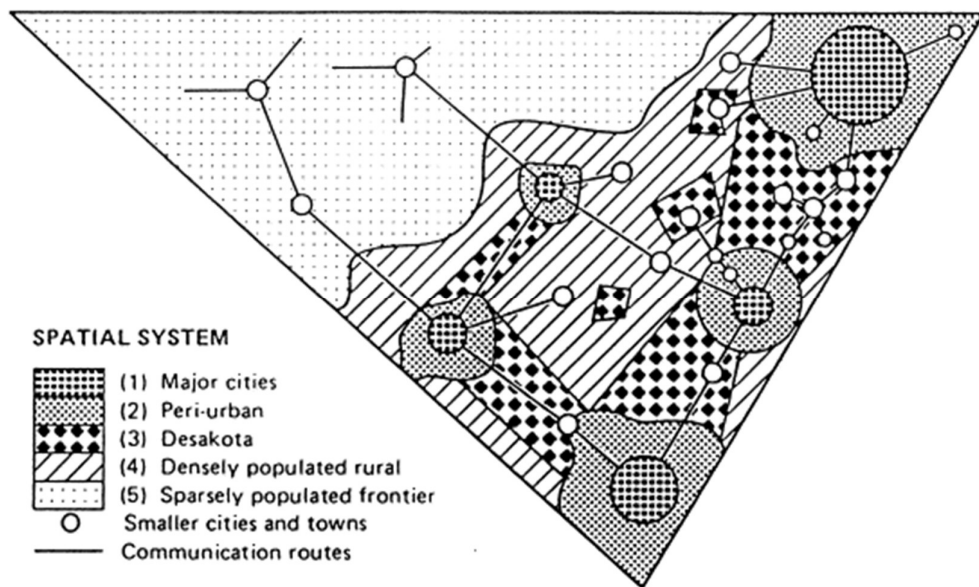 SPATIAL SYSTEM
(1) Major cities
(2) Peri-urban
(3) Desakota
(4) Densely populated rural
(5) Sparsely populated frontier
Smaller cities and towns
Communication routes